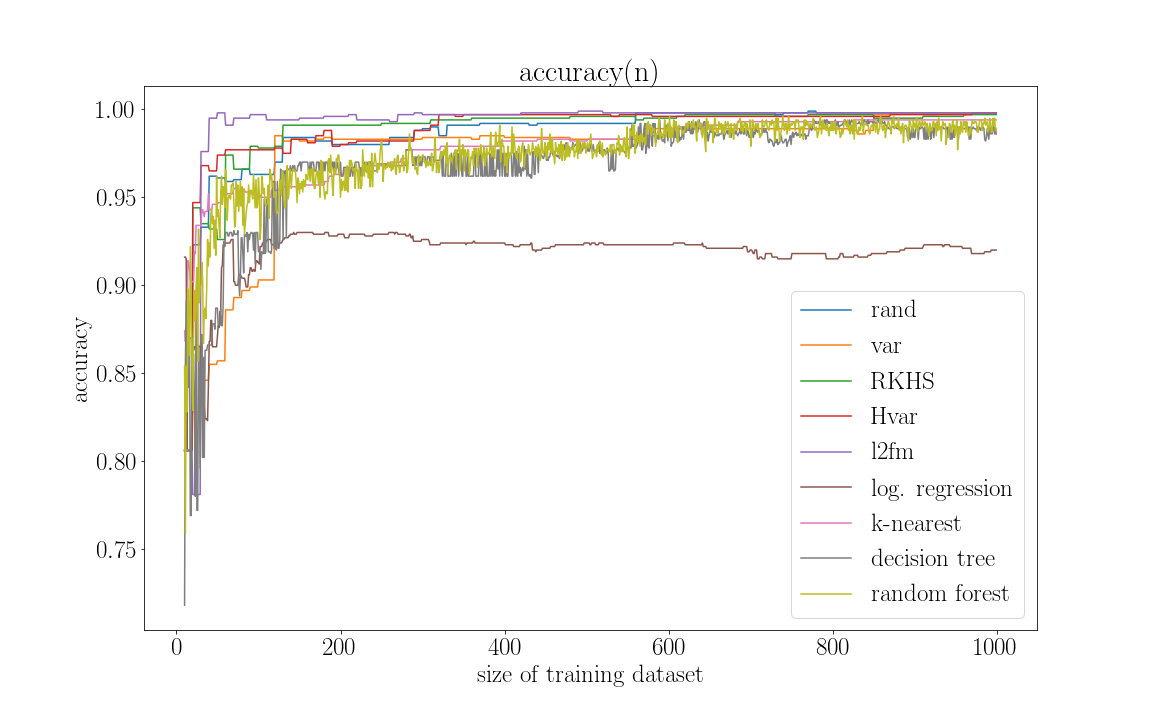 accuracy(n)
1.00
0.95
0.90
0.85
0.80
0.75
accuracy
0 200 400 600 800 1000
size of training dataset
rand
var
RKHS
Hvar
l2fm
log. regression
k-nearest
decision tree
random forest